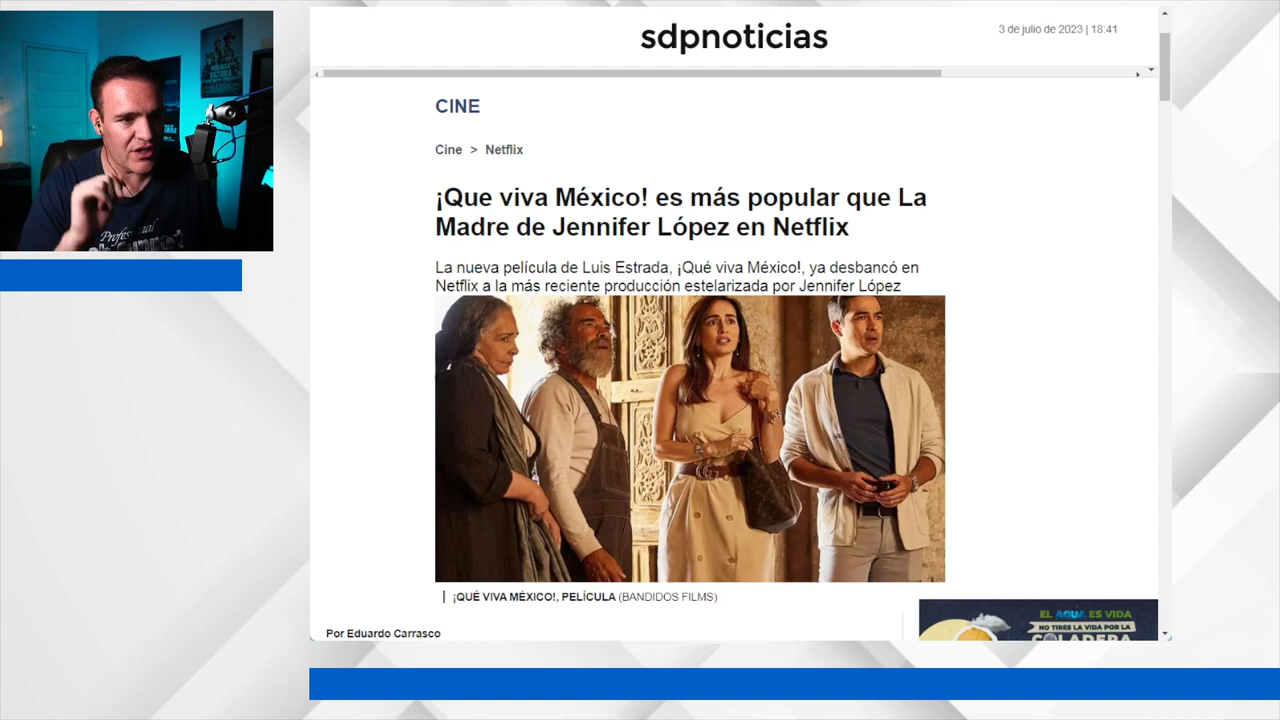 sdpnoticias
3 de julio de 2023 | 18:41
CINE
Cine > Netflix
¡Que viva México! es más popular que La
Madre de Jennifer López en Netflix
La nueva película de Luis Estrada, ¡Qué viva México!, ya desbancó en
Netflix a la más reciente producción estelarizada por Jennifer López
¡QUÉ VIVA MÉXICO!, PELÍCULA (BANDIDOS FILMS)
Por Eduardo Carrasco
EL AGUA ES VIDA
NO TIRES LA VIDA POR LA
COLADERA
Professional